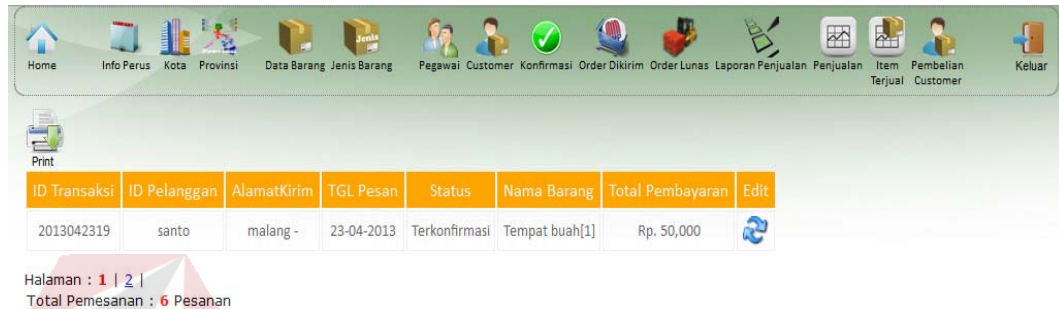 Jenis
Home Info Perus Kota Provinsi Data Barang Jenis Barang Pegawai Customer Konfirmasi Order Dikirim Order Lunas Laporan Penjualan Penjualan Item Terjual Pembelian Customer Keluar
Print
ID Transaksi ID Pelanggan AlamatKirim TGL Pesan Status Nama Barang Total Pembayaran Edit
2013042319 santo malang - 23-04-2013 Terkonfirmasi Tempat buah[1] Rp. 50,000
Halaman : 1 | 2 |
Total Pemesanan : 6 Pesanan